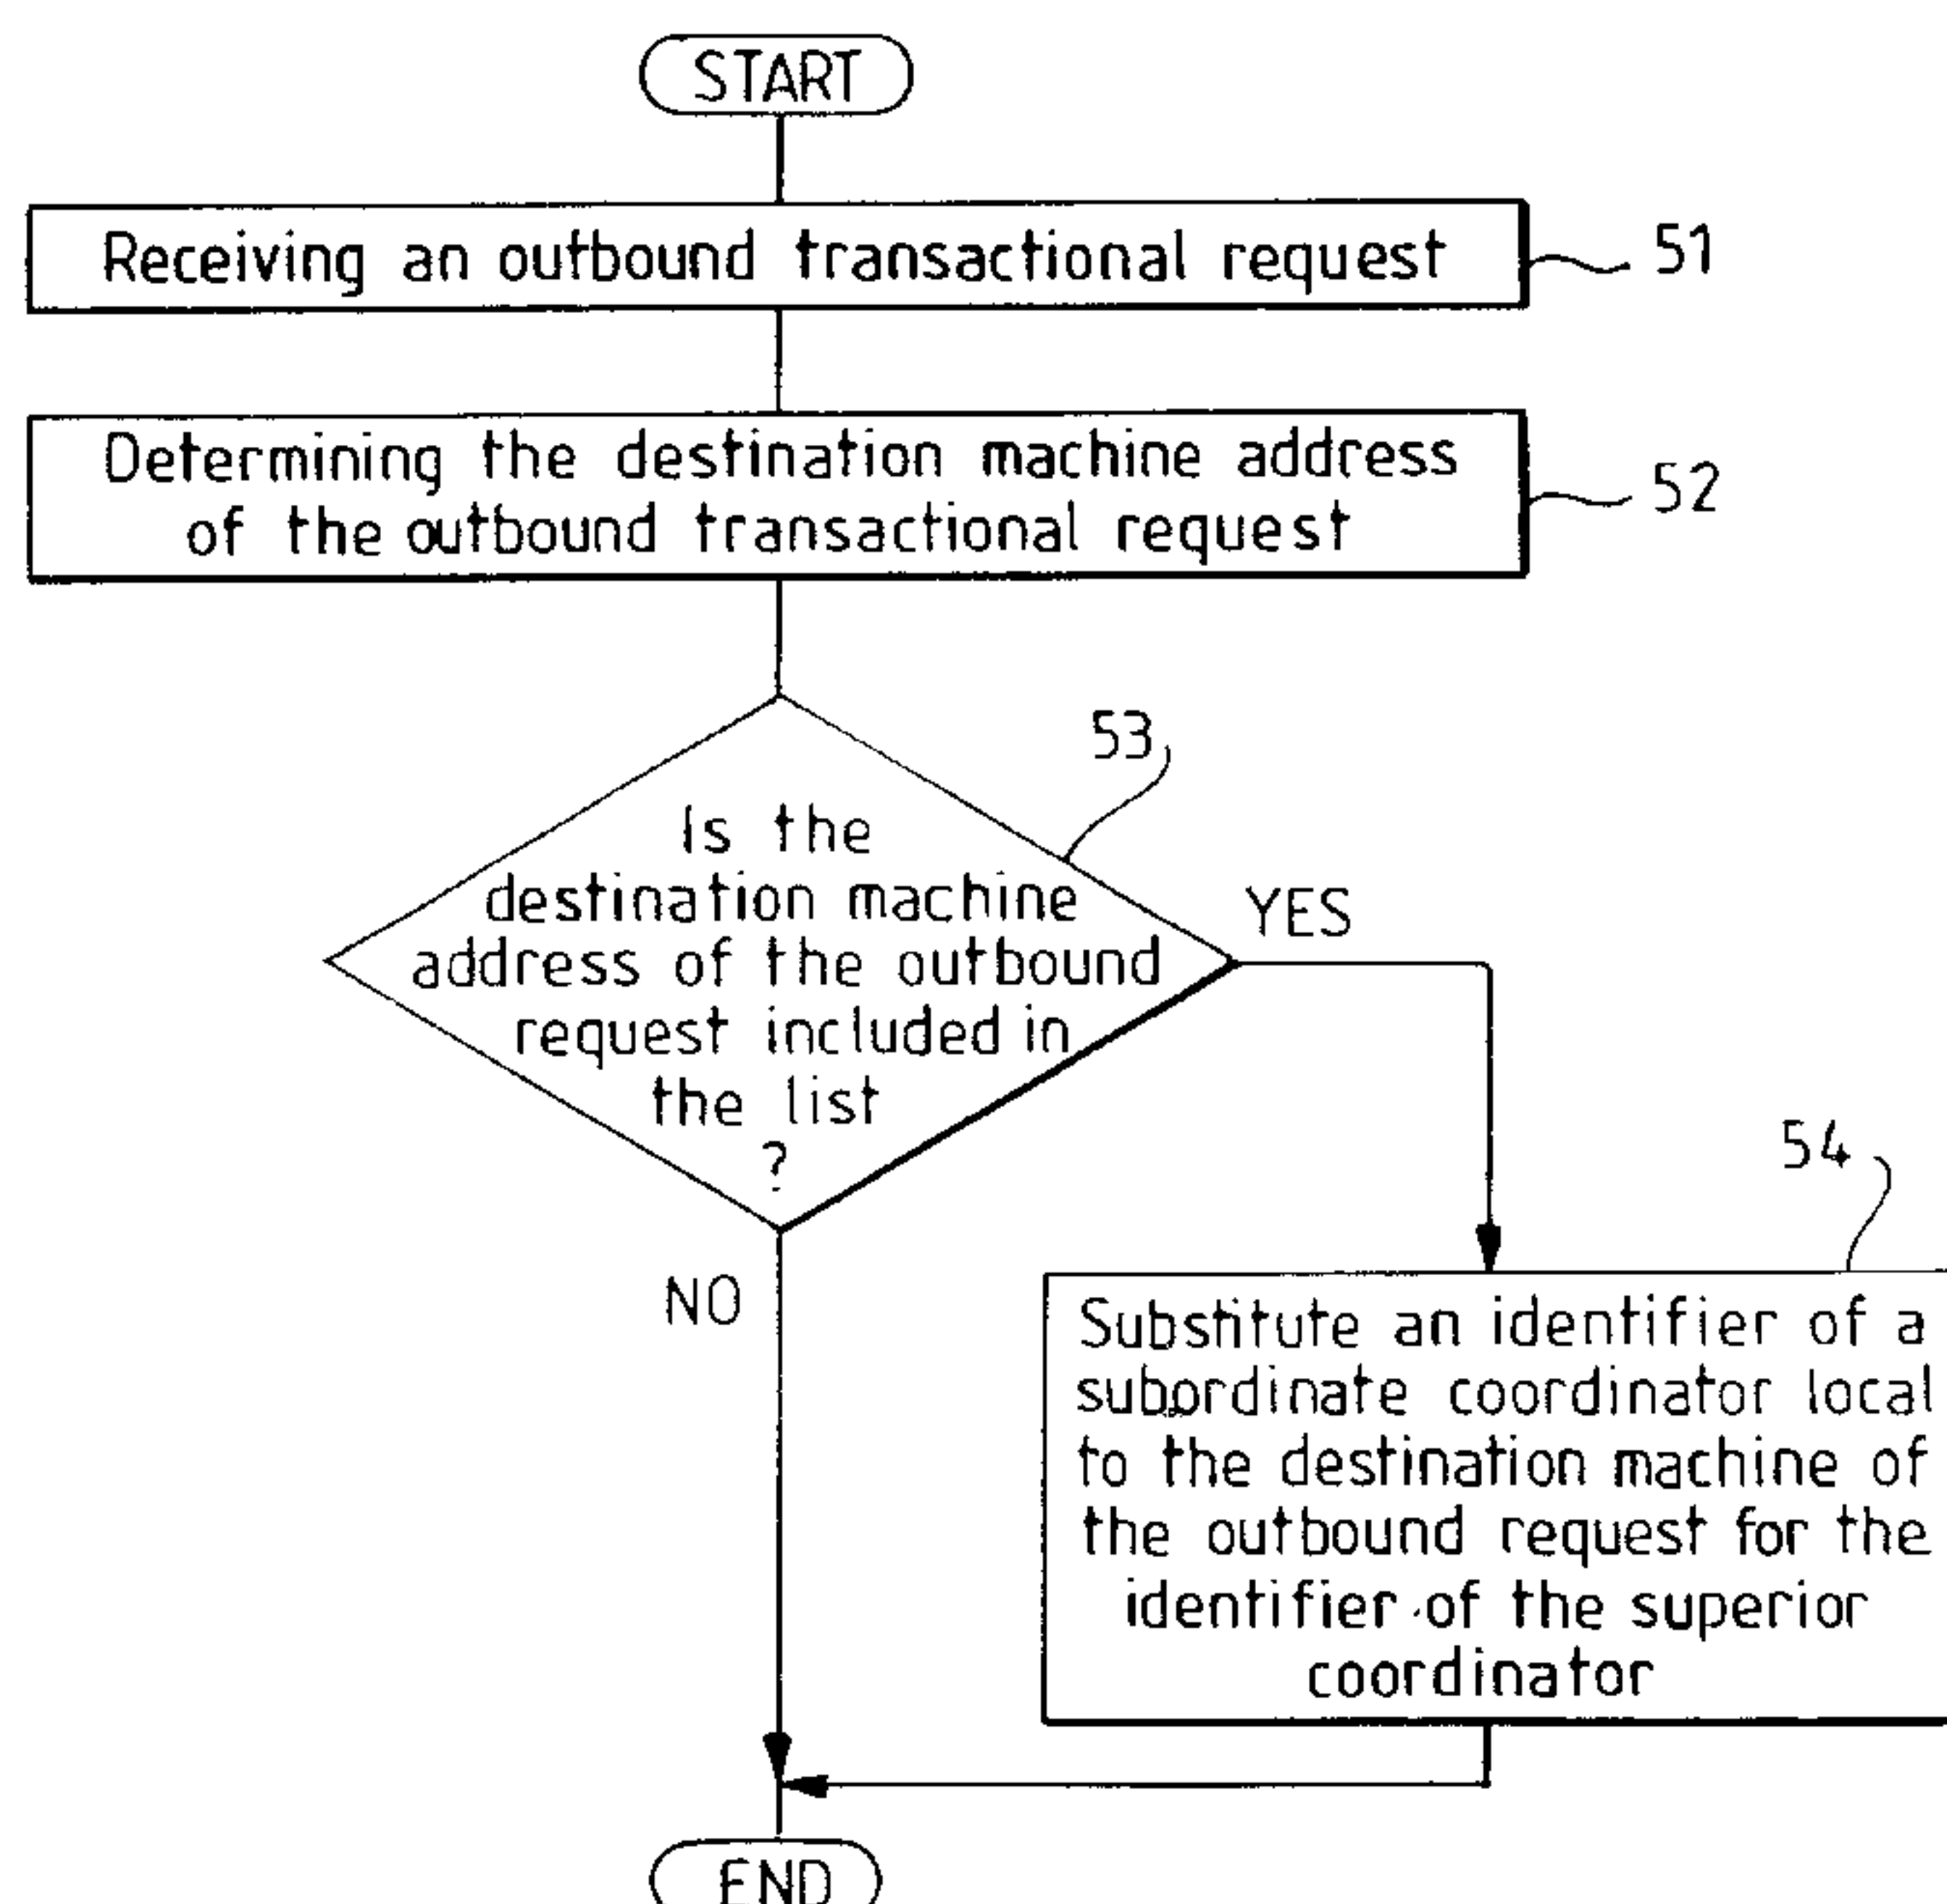 START
Receiving an outbound transactional request
51
Determining the destination machine address
of the outbound transactional request
52
53
Is the
destination machine
address of the outbound
request included in
the list
?
YES
NO
54
Substitute an identifier of a
subordinate coordinator local
to the destination machine of
the outbound request for the
identifier of the superior
coordinator
END